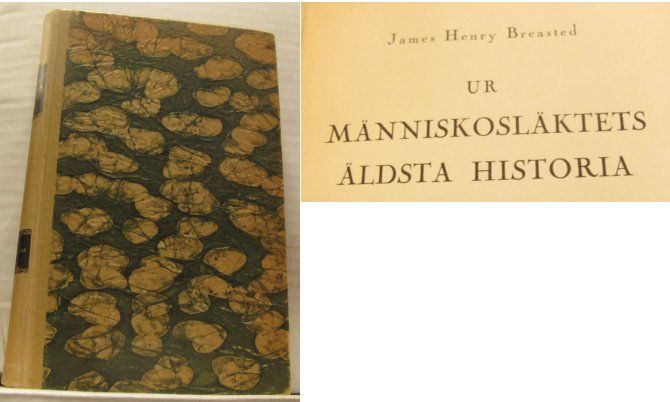 James Henry Breasted
UR
MÄNNISKOSLÄKTETS
ÄLDSTA HISTORIA